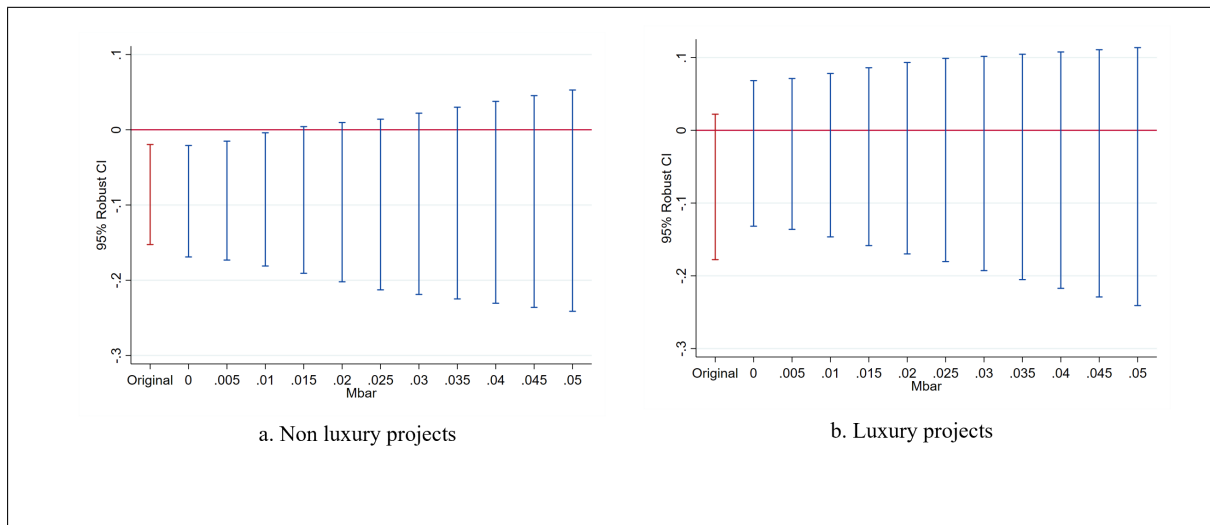 .1
0
-.1
-.2
-.3
95% Robust CI
Original 0 .005 .01 .015 .02 .025 .03 .035 .04 .045 .05
Mbar
a. Non luxury projects
.1
0
-.1
-.2
-.3
95% Robust CI
Original 0 .005 .01 .015 .02 .025 .03 .035 .04 .045 .05
Mbar
b. Luxury projects